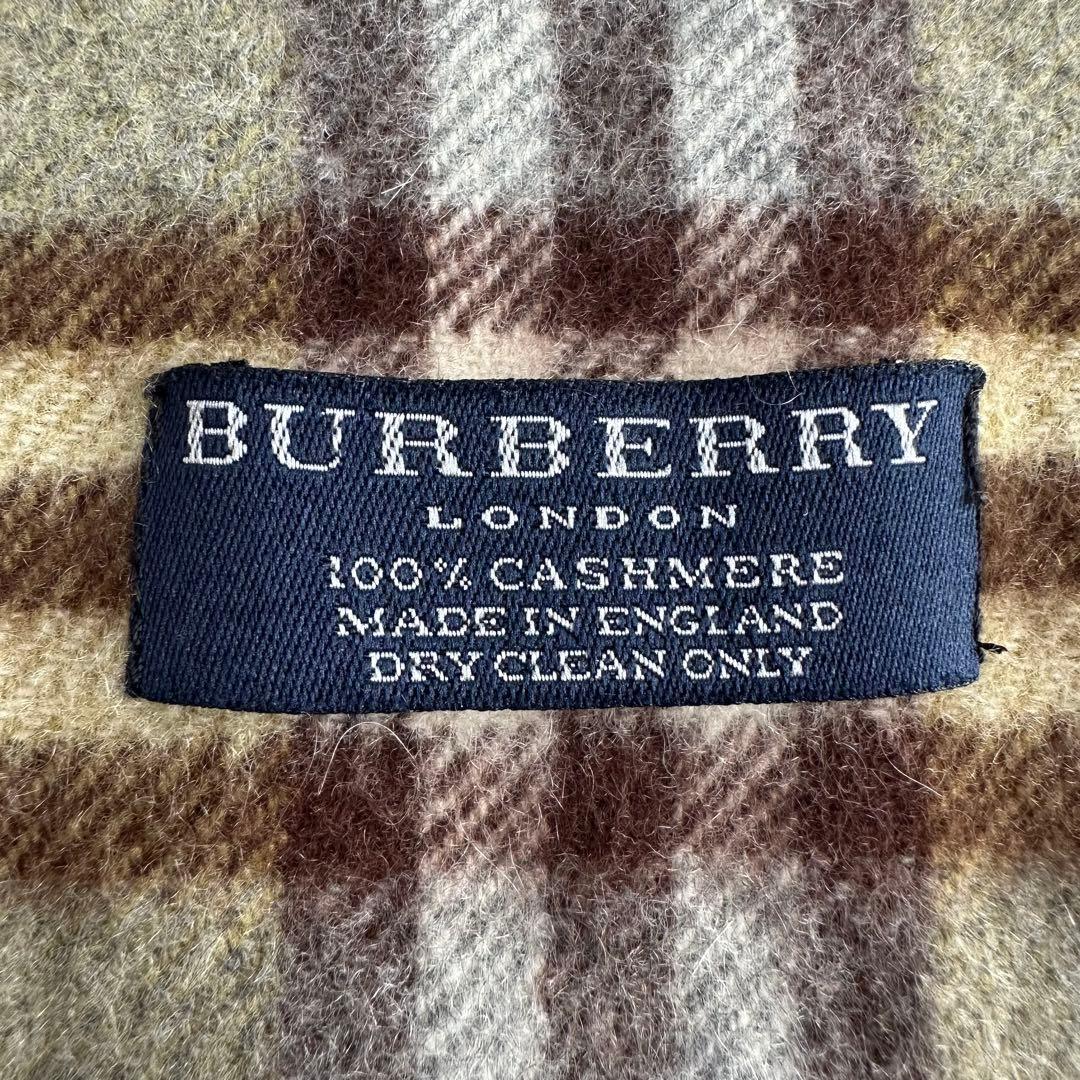 BURBERRY
LONDON
100% CASHMERE
MADE IN ENGLAND
DRY CLEAN ONLY